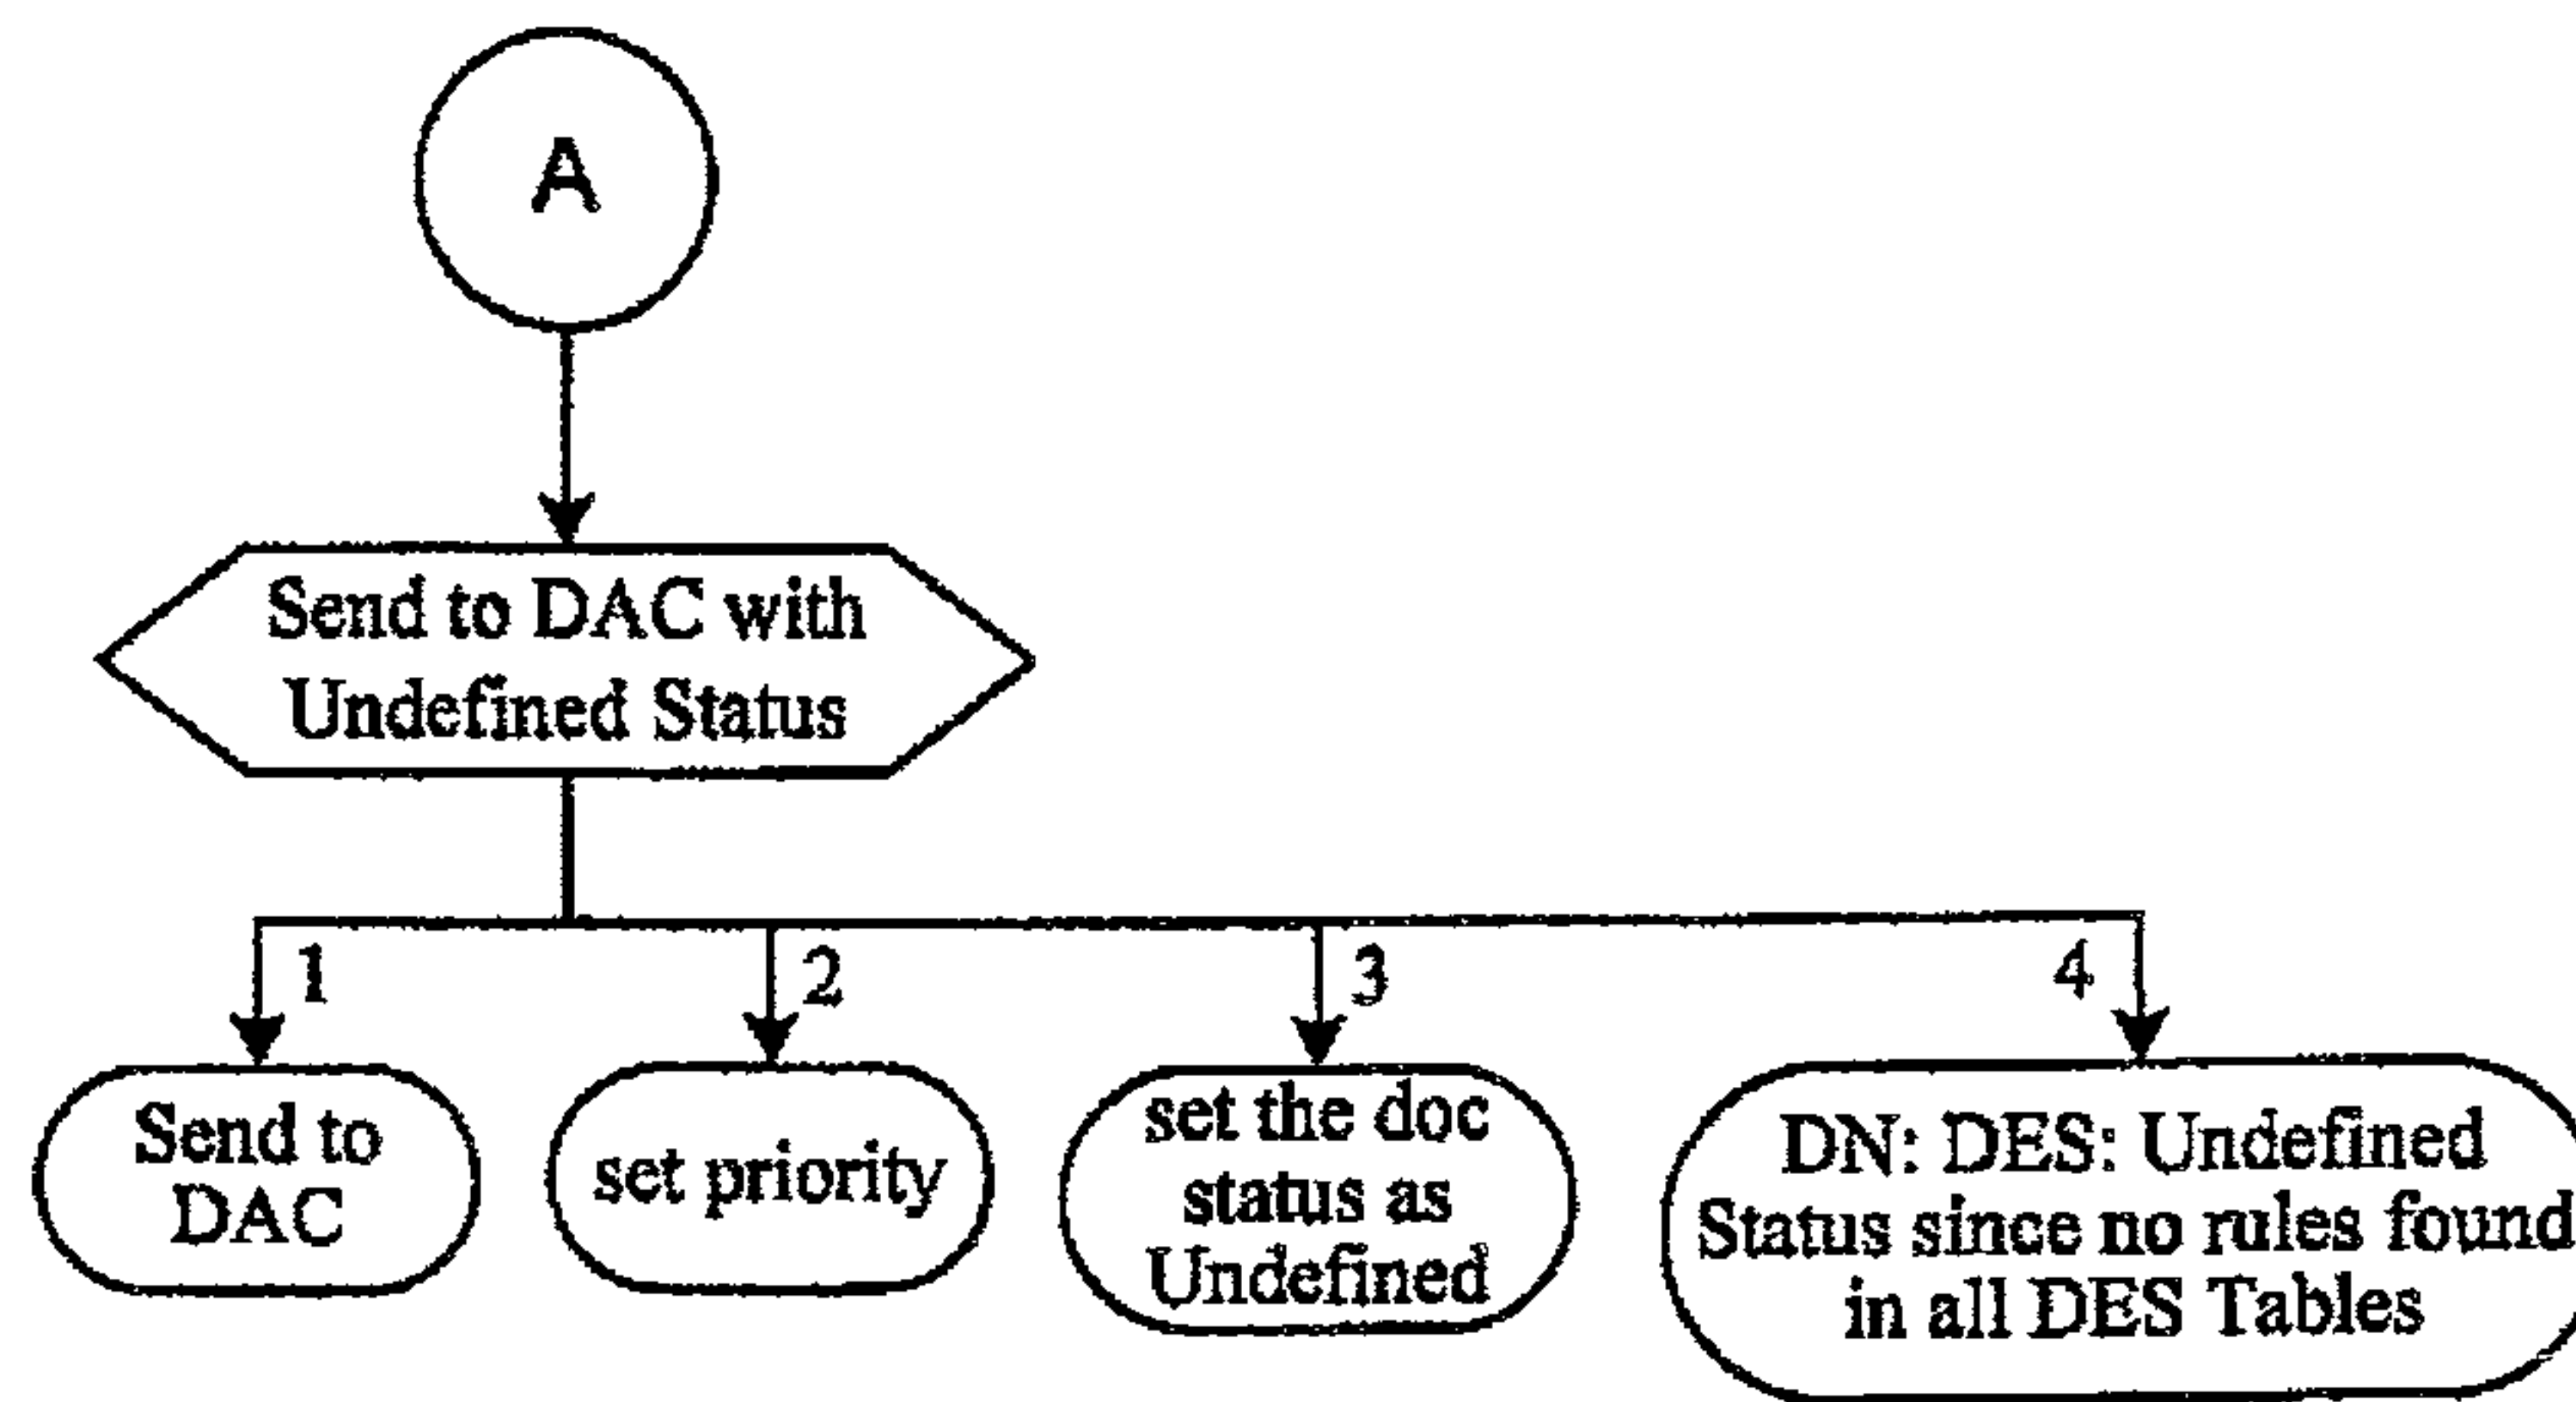 A
Send to DAC with
Undefined Status
1
2
3
4
Send to
DAC
set priority
set the doc
status as
Undefined
DN: DES: Undefined
Status since no rules found
in all DES Tables